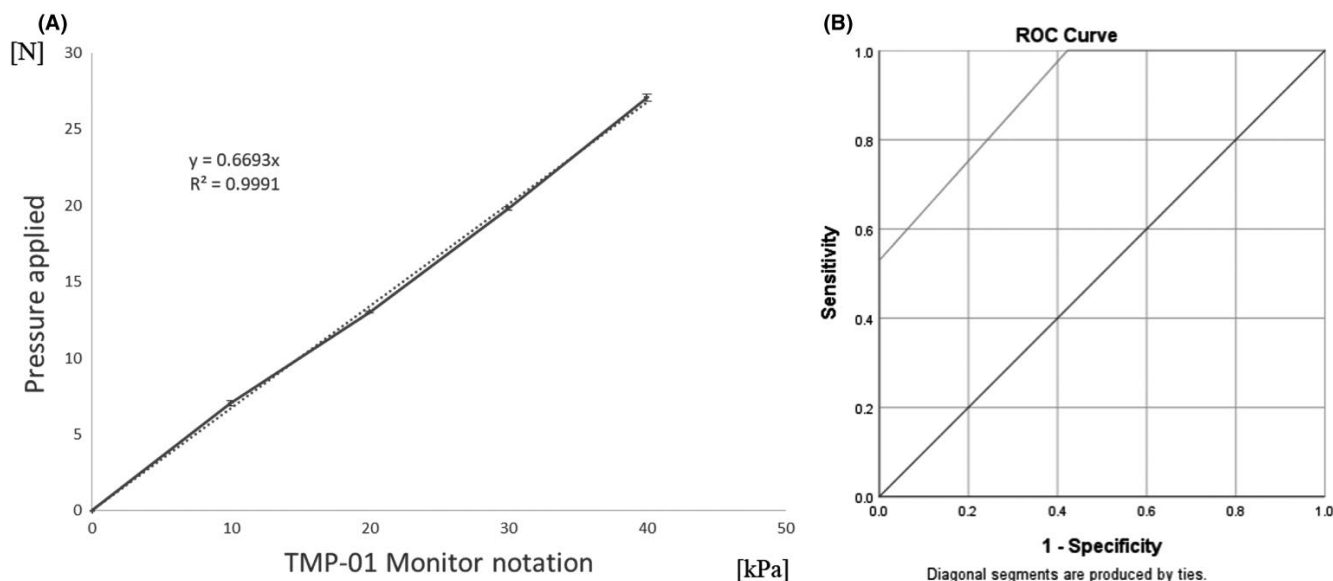 (A)
[N]
30
25
20
15
10
5
0
Pressure applied
y = 0.6693x
R² = 0.9991
0 10 20 30 40 50
TMP-01 Monitor notation
[kPa]
(B)
ROC Curve
1.0
0.8
0.6
0.4
0.2
0.0
Sensitivity
0.0 0.2 0.4 0.6 0.8 1.0
1 - Specificity
Diagonal segments are produced by ties.